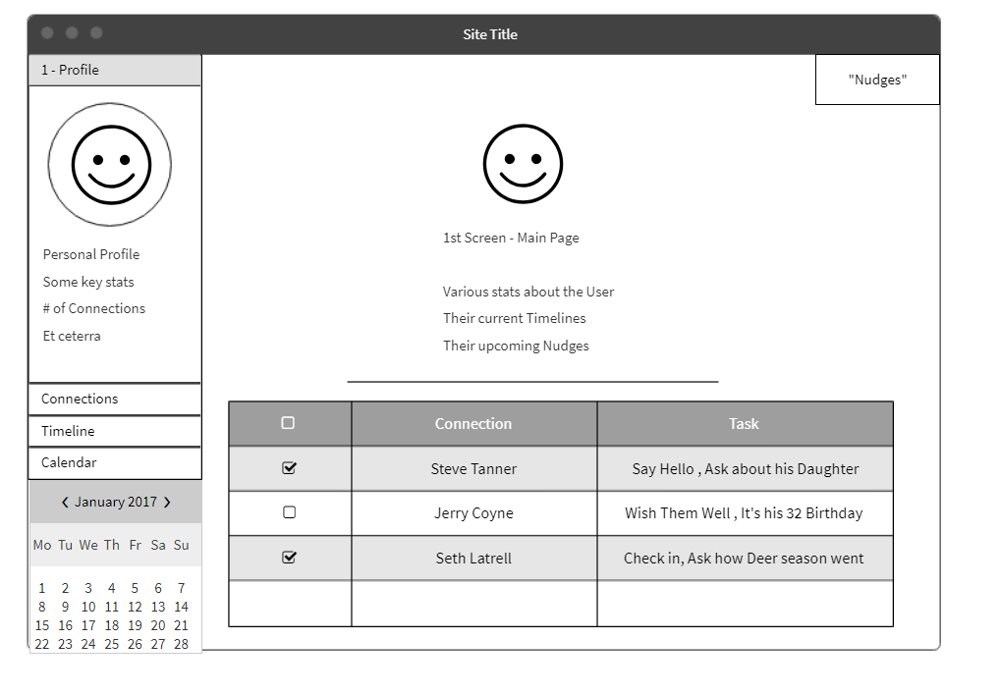 Site Title
1 - Profile
"Nudges"
Personal Profile
Some key stats
# of Connections
Et ceterra
1st Screen - Main Page
Various stats about the User
Their current Timelines
Their upcoming Nudges
Connections
Timeline
Calendar
January 2017
Mo Tu We Th Fr Sa Su
1 2 3 4 5 6 7
8 9 10 11 12 13 14
15 16 17 18 19 20 21
22 23 24 25 26 27 28
Connection Task
Steve Tanner Say Hello , Ask about his Daughter
Jerry Coyne Wish Them Well , It's his 32 Birthday
Seth Latrell Check in, Ask how Deer season went